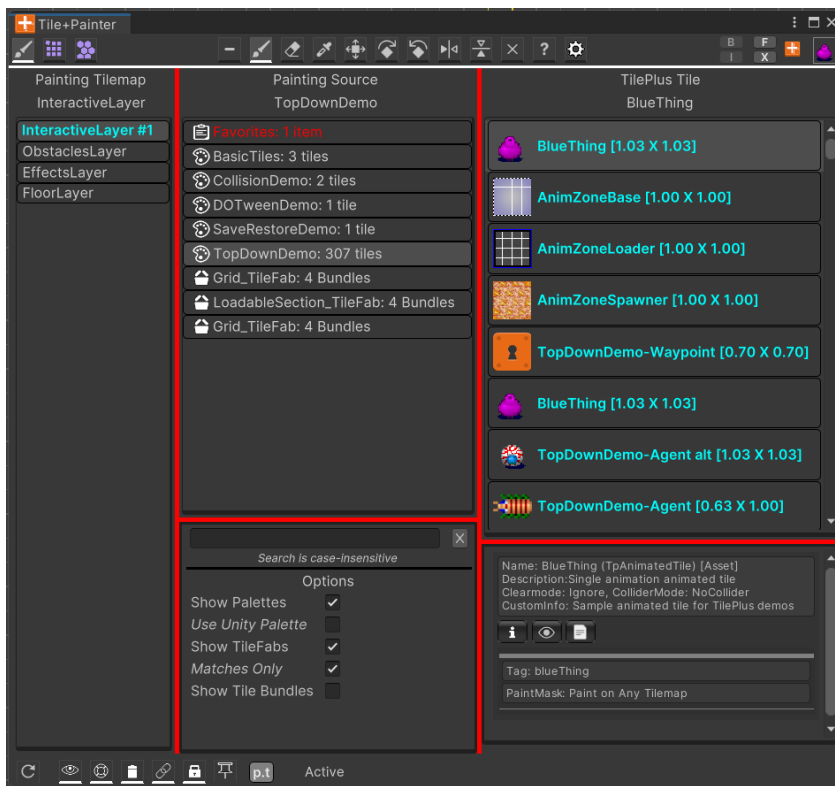 Tile+Painter
B F
I X
?
Painting Tilemap
InteractiveLayer
InteractiveLayer #1
ObstaclesLayer
EffectsLayer
FloorLayer
Painting Source
TopDownDemo
Favorites: 1 item
BasicTiles: 3 tiles
CollisionDemo: 2 tiles
DOTweenDemo: 1 tile
SaveRestoreDemo: 1 tile
TopDownDemo: 307 tiles
Grid_TileFab: 4 Bundles
LoadableSection_TileFab: 4 Bundles
Grid_TileFab: 4 Bundles
X
Search is case-insensitive
Options
Show Palettes
Use Unity Palette
Show TileFabs
Matches Only
Show Tile Bundles
TilePlus Tile
BlueThing
BlueThing [1.03 X 1.03]
AnimZoneBase [1.00 X 1.00]
AnimZoneLoader [1.00 X 1.00]
AnimZoneSpawner [1.00 X 1.00]
TopDownDemo-Waypoint [0.70 X 0.70]
BlueThing [1.03 X 1.03]
TopDownDemo-Agent alt [1.03 X 1.03]
TopDownDemo-Agent [0.63 X 1.00]
Name: BlueThing (TpAnimatedTile) [Asset]
Description:Single animation animated tile
Clearmode: Ignore, ColliderMode: NoCollider
CustomInfo: Sample animated tile for TilePlus demos
i
Tag: blueThing
PaintMask: Paint on Any Tilemap
p.t Active